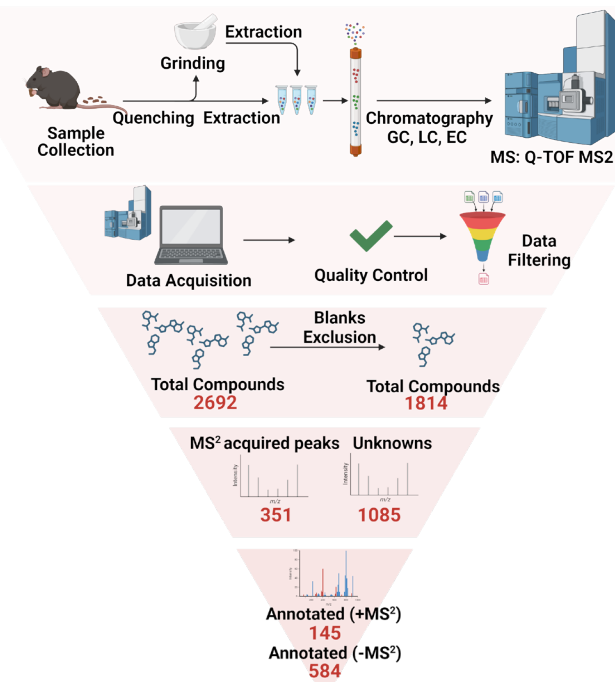 Extraction
Grinding
Quenching Extraction
Sample
Collection
Chromatography
GC, LC, EC
MS: Q-TOF MS2
Data Acquisition
Quality Control
Data
Filtering
Blanks
Exclusion
Total Compounds
2692
Total Compounds
1814
MS² acquired peaks
Intensity
m/z
351
Unknowns
Intensity
m/z
1085
Annotated (+MS²)
145
Annotated (-MS²)
584